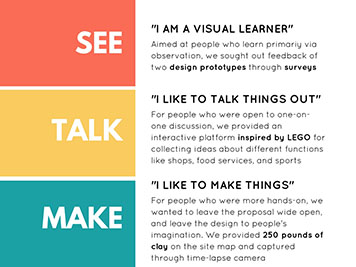 SEE
"I AM A VISUAL LEARNER"
Aimed at people who learn primariy via
observation, we sought out feedback of
two design prototypes through surveys
TALK
"I LIKE TO TALK THINGS OUT"
For people who were open to one-on-
one discussion, we provided an
interactive platform inspired by LEGO for
collecting ideas about different functions
like shops, food services, and sports
MAKE
"I LIKE TO MAKE THINGS"
For people who were more hands-on, we
wanted to leave the proposal wide open,
and leave the design to people's
imagination. We provided 250 pounds of
clay on the site map and captured
through time-lapse camera